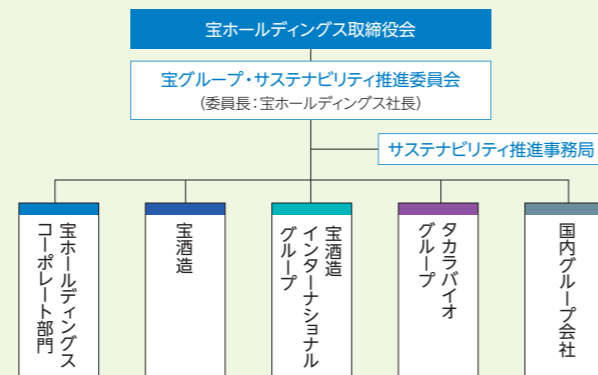 宝ホールディングス取締役会
宝グループ・サステナビリティ推進委員会
(委員長:宝ホールディングス社長)
サステナビリティ推進事務局
宝ホールディングス
コーポレート部門
宝酒造
宝酒造
インターナショナル
グループ
タカラバイオ
グループ
国内グループ会社